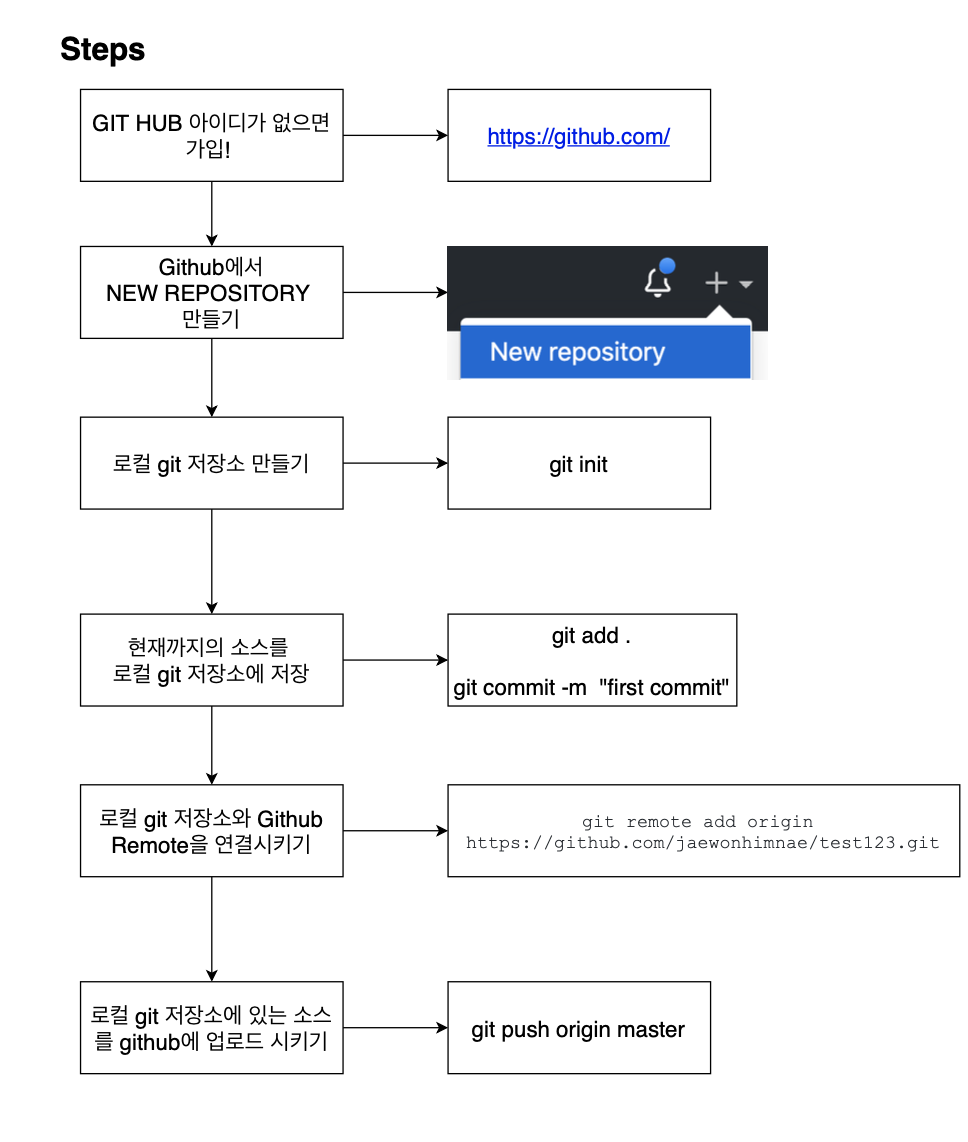 Steps
GIT HUB 아이디가 없으면
가입!
https://github.com/
Github에서
NEW REPOSITORY
만들기
New repository
로컬 git 저장소 만들기
git init
현재까지의 소스를
로컬 git 저장소에 저장
git add .
git commit -m  "first commit"
로컬 git 저장소와 Github
Remote을 연결시키기
git remote add origin
https://github.com/jaewonhimnae/test123.git
로컬 git 저장소에 있는 소스
를 github에 업로드 시키기
git push origin master